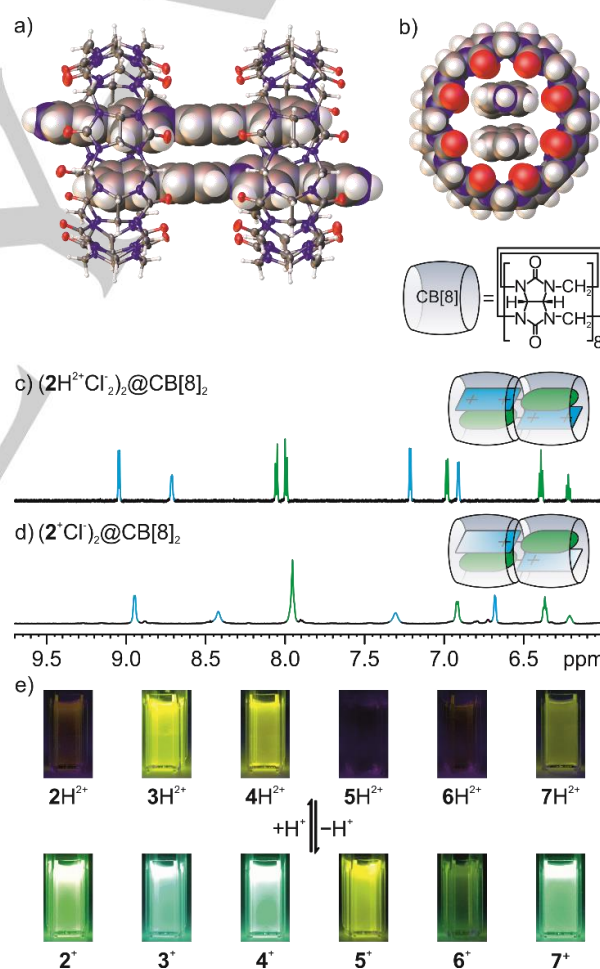 a)
b)
CB[8] =
O
N N-CH₂
H H
N N-CH₂
O
8
c) (2H²⁺Cl⁻₂)₂@CB[8]₂
+ +
+ +
d) (2⁺Cl⁻)₂@CB[8]₂
+
+
9.5 9.0 8.5 8.0 7.5 7.0 6.5 ppm
e)
2H²⁺ 3H²⁺ 4H²⁺ 5H²⁺ 6H²⁺ 7H²⁺
+H⁺ −H⁺
2⁺ 3⁺ 4⁺ 5⁺ 6⁺ 7⁺